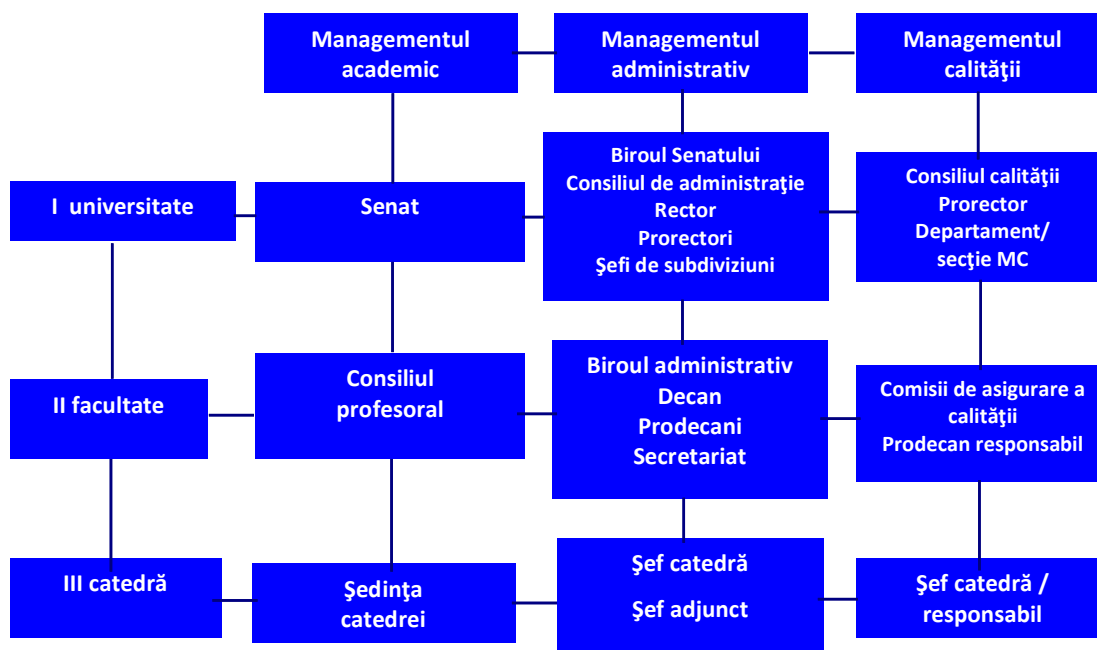 Managementul
academic
Managementul
administrativ
Managementul
calităţii
I universitate
Senat
Biroul Senatului
Consiliul de administraţie
Rector
Prorectori
Şefi de subdiviziuni
Consiliul calităţii
Prorector
Departament/
secţie MC
II facultate
Consiliul
profesoral
Biroul administrativ
Decan
Prodecani
Secretariat
Comisii de asigurare a
calităţii
Prodecan responsabil
III catedră
Şedinţa
catedrei
Şef catedră
Şef adjunct
Şef catedră /
responsabil